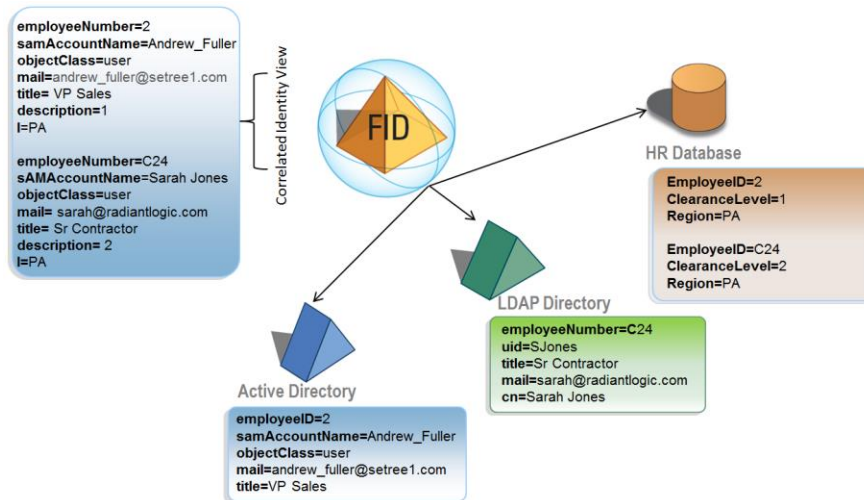 employeeNumber=2
samAccountName=Andrew_Fuller
objectClass=user
mail=andrew_fuller@setree1.com
title= VP Sales
description=1
l=PA
employeeNumber=C24
sAMAccountName=Sarah Jones
objectClass=user
mail= sarah@radiantlogic.com
title= Sr Contractor
description= 2
l=PA
Correlated Identity View
FID
HR Database
EmployeeID=2
ClearanceLevel=1
Region=PA
EmployeeID=C24
ClearanceLevel=2
Region=PA
LDAP Directory
employeeNumber=C24
uid=SJones
title=Sr Contractor
mail=sarah@radiantlogic.com
cn=Sarah Jones
Active Directory
employeeID=2
samAccountName=Andrew_Fuller
objectClass=user
mail=andrew_fuller@setree1.com
title=VP Sales